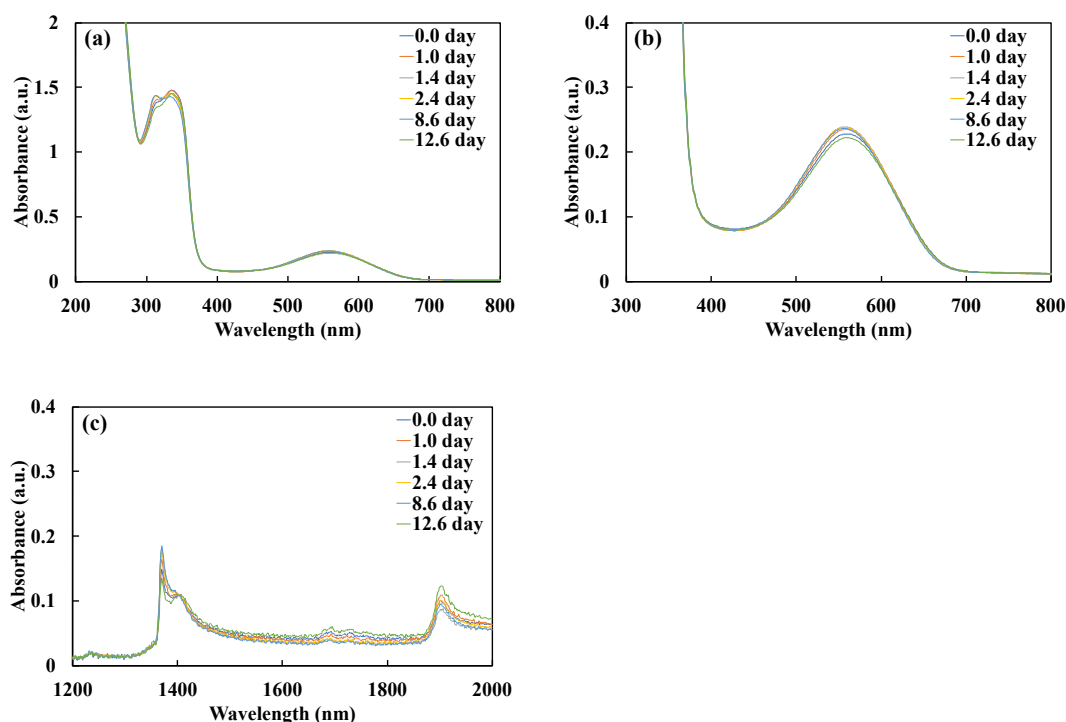 (a)
0.0 day
1.0 day
1.4 day
2.4 day
8.6 day
12.6 day
2
1.5
1
0.5
0
Absorbance (a.u.)
200 300 400 500 600 700 800
Wavelength (nm)
(b)
0.0 day
1.0 day
1.4 day
2.4 day
8.6 day
12.6 day
0.4
0.3
0.2
0.1
0
Absorbance (a.u.)
300 400 500 600 700 800
Wavelength (nm)
(c)
0.0 day
1.0 day
1.4 day
2.4 day
8.6 day
12.6 day
0.4
0.3
0.2
0.1
0
Absorbance (a.u.)
1200 1400 1600 1800 2000
Wavelength (nm)